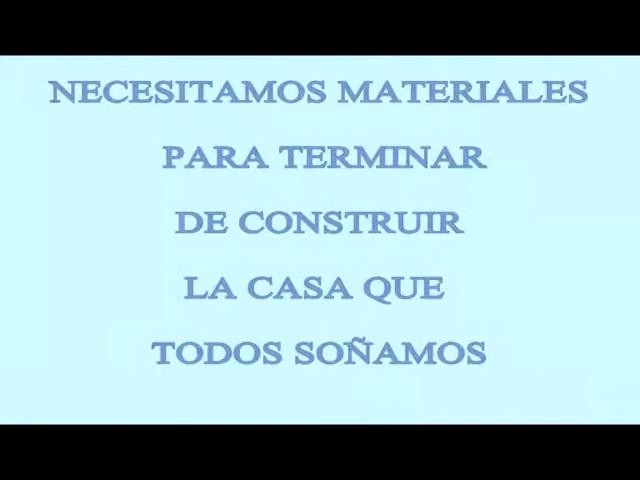 NECESITAMOS MATERIALES
PARA TERMINAR
DE CONSTRUIR
LA CASA QUE
TODOS SOÑAMOS